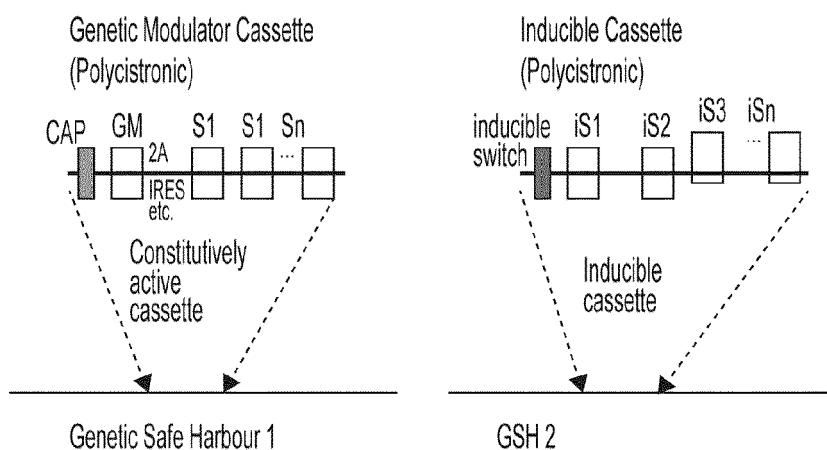 Genetic Modulator Cassette
(Polycistronic)
CAP GM 2A S1 S1 Sn
...
IRES
etc.
Constitutively
active
cassette
Genetic Safe Harbour 1
Inducible Cassette
(Polycistronic)
inducible
switch
iS1 iS2 iS3 iSn
...
Inducible
cassette
GSH 2